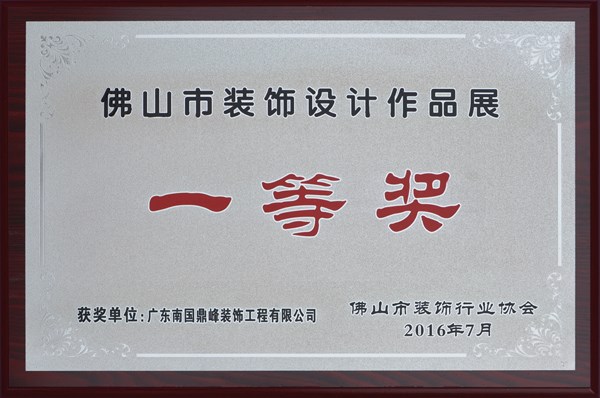 佛山市装饰设计作品展
一等奖
获奖单位:广东南国鼎峰装饰工程有限公司
佛山市装饰行业协会
2016年7月